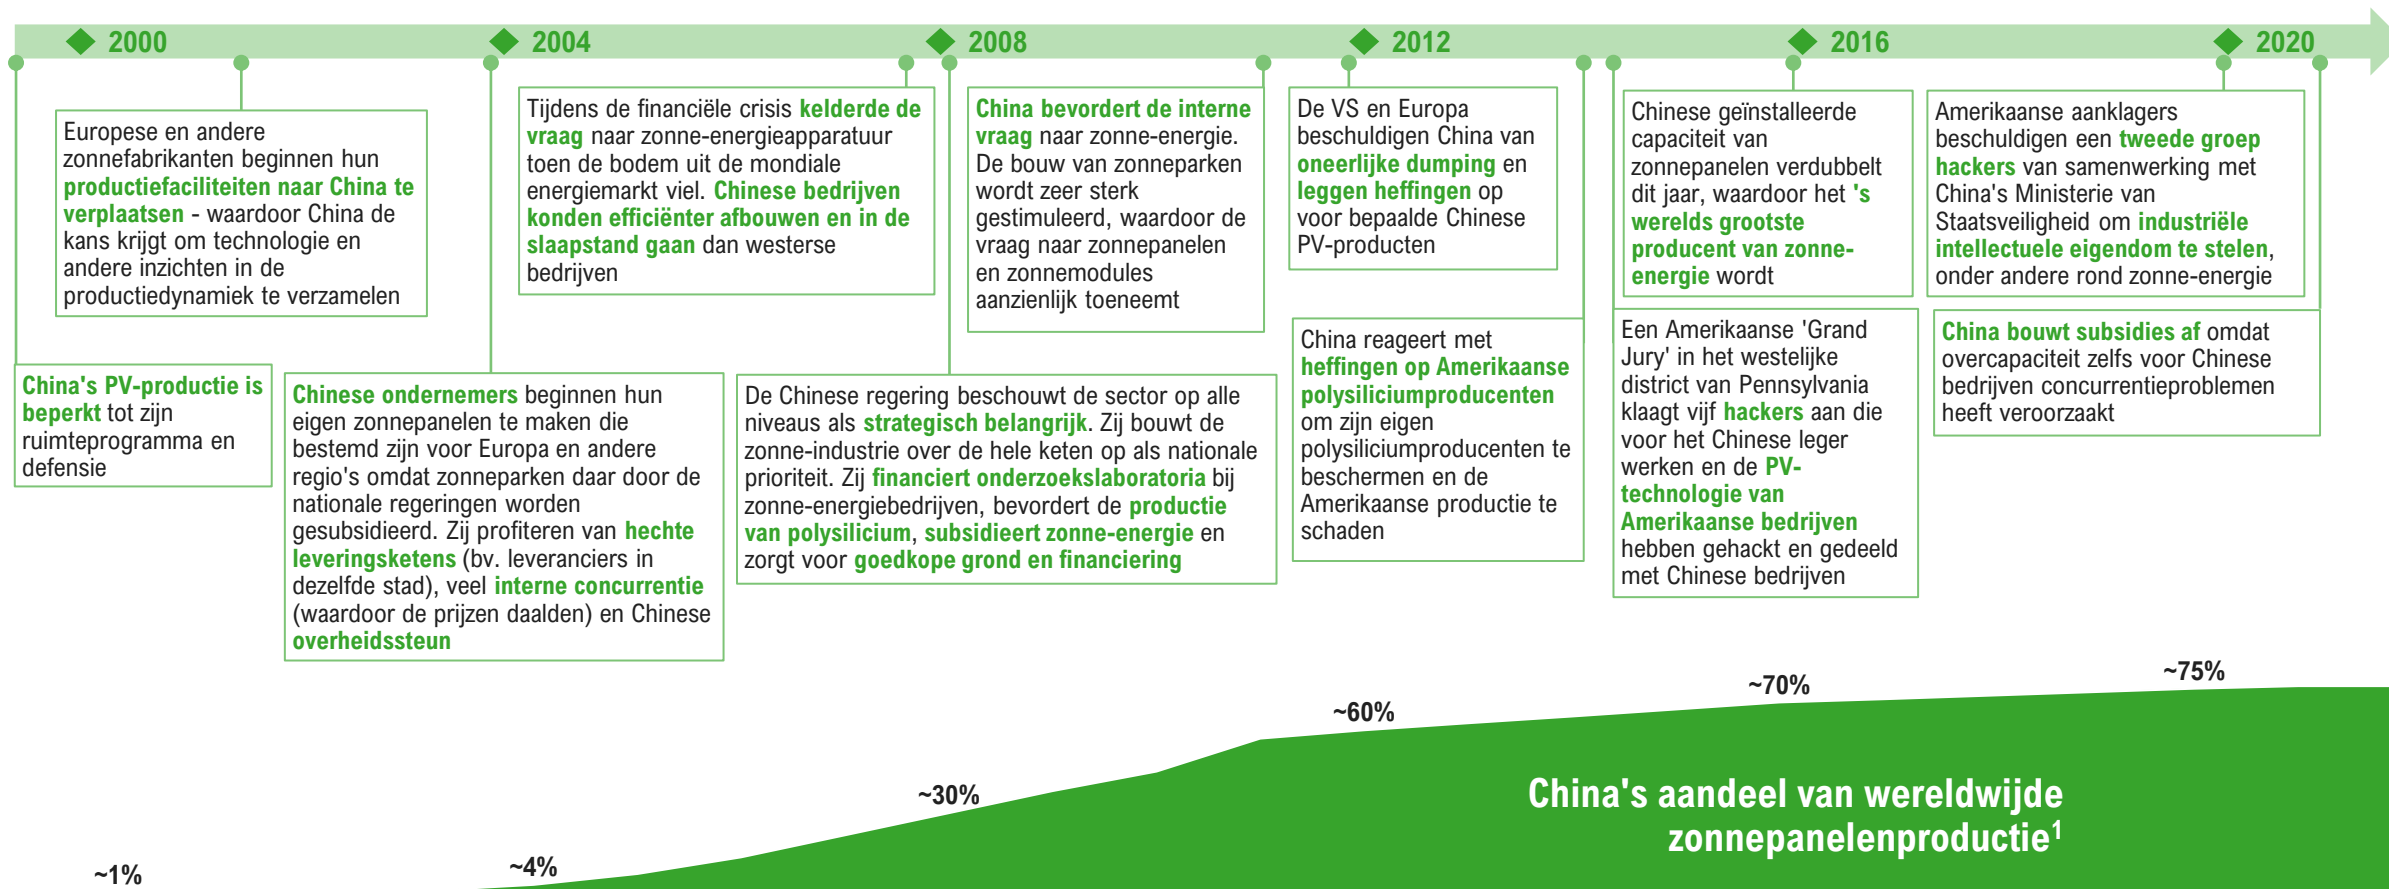 2000
2004
2008
2012
2016
2020
Europese en andere
zonnefabrikanten beginnen hun
productiefaciliteiten naar China te
verplaatsen - waardoor China de
kans krijgt om technologie en
andere inzichten in de
productiedynamiek te verzamelen
Tijdens de financiële crisis kelderde de
vraag naar zonne-energieapparatuur
toen de bodem uit de mondiale
energiemarkt viel. Chinese bedrijven
konden efficiënter afbouwen en in de
slaapstand gaan dan westerse
bedrijven
China bevordert de interne
vraag naar zonne-energie.
De bouw van zonneparken
wordt zeer sterk
gestimuleerd, waardoor de
vraag naar zonnepanelen
en zonnemodules
aanzienlijk toeneemt
De VS en Europa
beschuldigen China van
oneerlijke dumping en
leggen heffingen op
voor bepaalde Chinese
PV-producten
Chinese geïnstalleerde
capaciteit van
zonnepanelen verdubbelt
dit jaar, waardoor het 's
werelds grootste
producent van zonne-
energie wordt
Amerikaanse aanklagers
beschuldigen een tweede groep
hackers van samenwerking met
China's Ministerie van
Staatsveiligheid om industriële
intellectuele eigendom te stelen,
onder andere rond zonne-energie
China's PV-productie is
beperkt tot zijn
ruimteprogramma en
defensie
Chinese ondernemers beginnen hun
eigen zonnepanelen te maken die
bestemd zijn voor Europa en andere
regio's omdat zonneparken daar door de
nationale regeringen worden
gesubsidieerd. Zij profiteren van hechte
leveringsketens (bv. leveranciers in
dezelfde stad), veel interne concurrentie
(waardoor de prijzen daalden) en Chinese
overheidssteun
De Chinese regering beschouwt de sector op alle
niveaus als strategisch belangrijk. Zij bouwt de
zonne-industrie over de hele keten op als nationale
prioriteit. Zij financiert onderzoekslaboratoria bij
zonne-energiebedrijven, bevordert de productie
van polysilicium, subsidieert zonne-energie en
zorgt voor goedkope grond en financiering
China reageert met
heffingen op Amerikaanse
polysiliciumproducenten
om zijn eigen
polysiliciumproducenten te
beschermen en de
Amerikaanse productie te
schaden
Een Amerikaanse 'Grand
Jury' in het westelijke
district van Pennsylvania
klaagt vijf hackers aan die
voor het Chinese leger
werken en de PV-
technologie van
Amerikaanse bedrijven
hebben gehackt en gedeeld
met Chinese bedrijven
China bouwt subsidies af omdat
overcapaciteit zelfs voor Chinese
bedrijven concurrentieproblemen
heeft veroorzaakt
~1%
~4%
~30%
~60%
~70%
~75%
China's aandeel van wereldwijde
zonnepanelenproductie¹